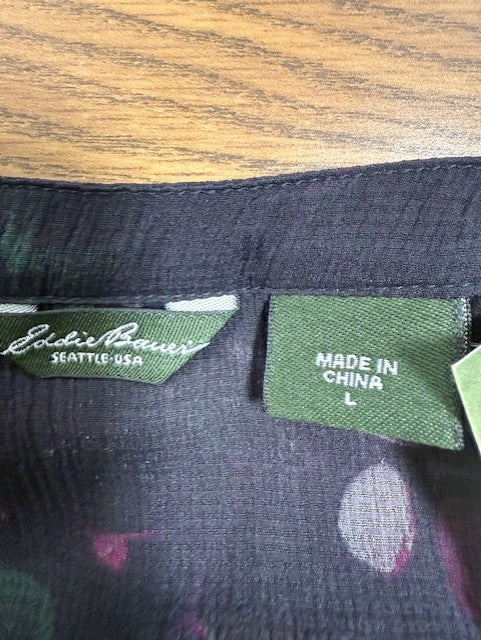 Eddie Bauer
SEATTLE·USA
MADE IN
CHINA
L